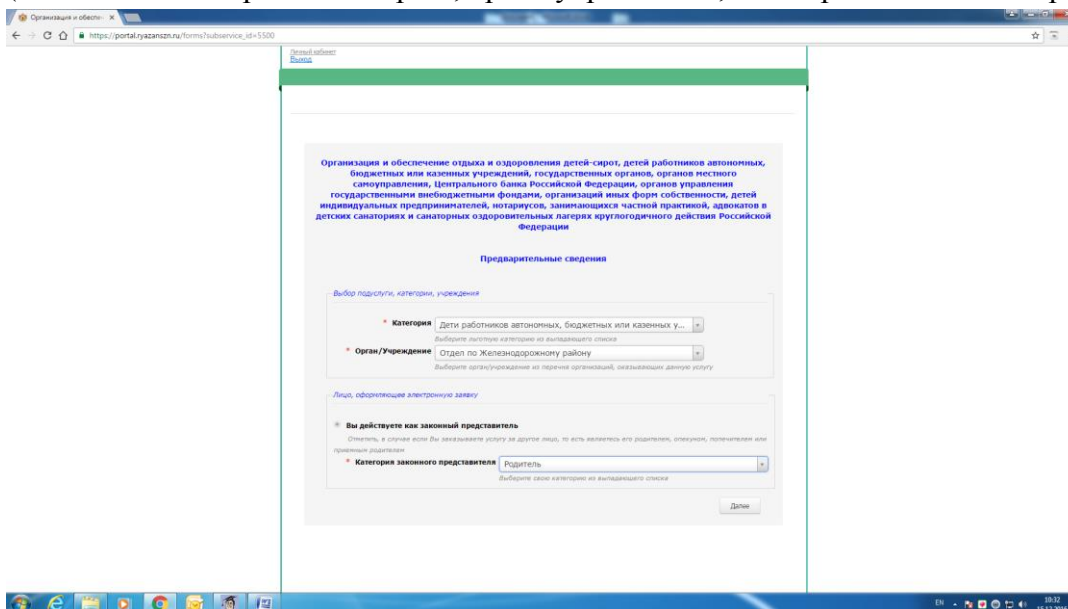 Организация и обеспе
https://portal.ryazanszn.ru/forms?subservice_id=5500
Личный кабинет
Выход
Организация и обеспечение отдыха и оздоровления детей-сирот, детей работников автономных,
бюджетных или казенных учреждений, государственных органов, органов местного
самоуправления, Центрального банка Российской Федерации, органов управления
государственными внебюджетными фондами, организаций иных форм собственности, детей
индивидуальных предпринимателей, нотариусов, занимающихся частной практикой, адвокатов в
детских санаториях и санаторных оздоровительных лагерях круглогодичного действия Российской
Федерации
Предварительные сведения
Выбор подуслуги, категории, учреждения
* Категория Дети работников автономных, бюджетных или казенных у...
Выберите льготную категорию из выпадающего списка
* Орган/Учреждение Отдел по Железнодорожному району
Выберите орган/учреждение из перечня организаций, оказывающих данную услугу
Лицо, оформляющее электронную заявку
Вы действуете как законный представитель
Отметить, в случае если Вы заказываете услугу за другое лицо, то есть являетесь его родителем, опекуном, попечителем или
приемным родителем
* Категория законного представителя Родитель
Выберите свою категорию из выпадающего списка
Далее
EN 10:32